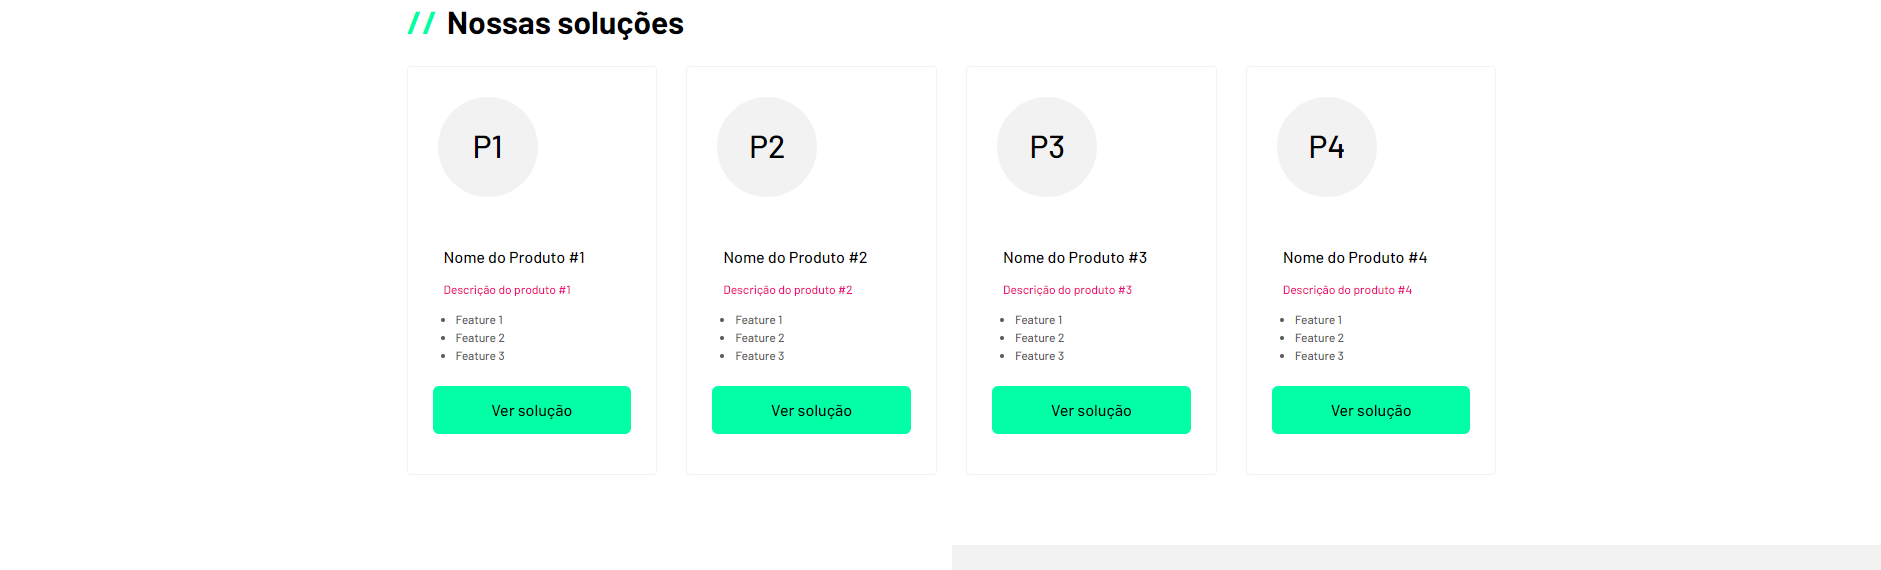 // Nossas soluções
P1
Nome do Produto #1
Descrição do produto #1
• Feature 1
• Feature 2
• Feature 3
Ver solução
P2
Nome do Produto #2
Descrição do produto #2
• Feature 1
• Feature 2
• Feature 3
Ver solução
P3
Nome do Produto #3
Descrição do produto #3
• Feature 1
• Feature 2
• Feature 3
Ver solução
P4
Nome do Produto #4
Descrição do produto #4
• Feature 1
• Feature 2
• Feature 3
Ver solução